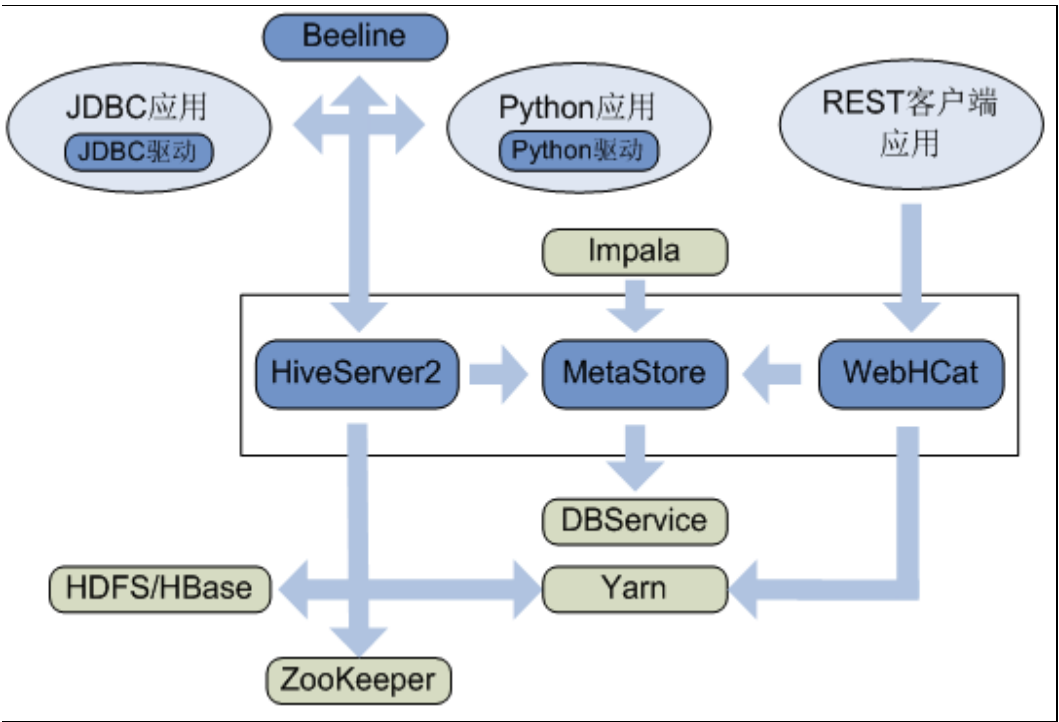 Beeline
JDBC应用
JDBC驱动
Python应用
Python驱动
REST客户端
应用
Impala
HiveServer2
MetaStore
WebHCat
DBService
HDFS/HBase
Yarn
ZooKeeper